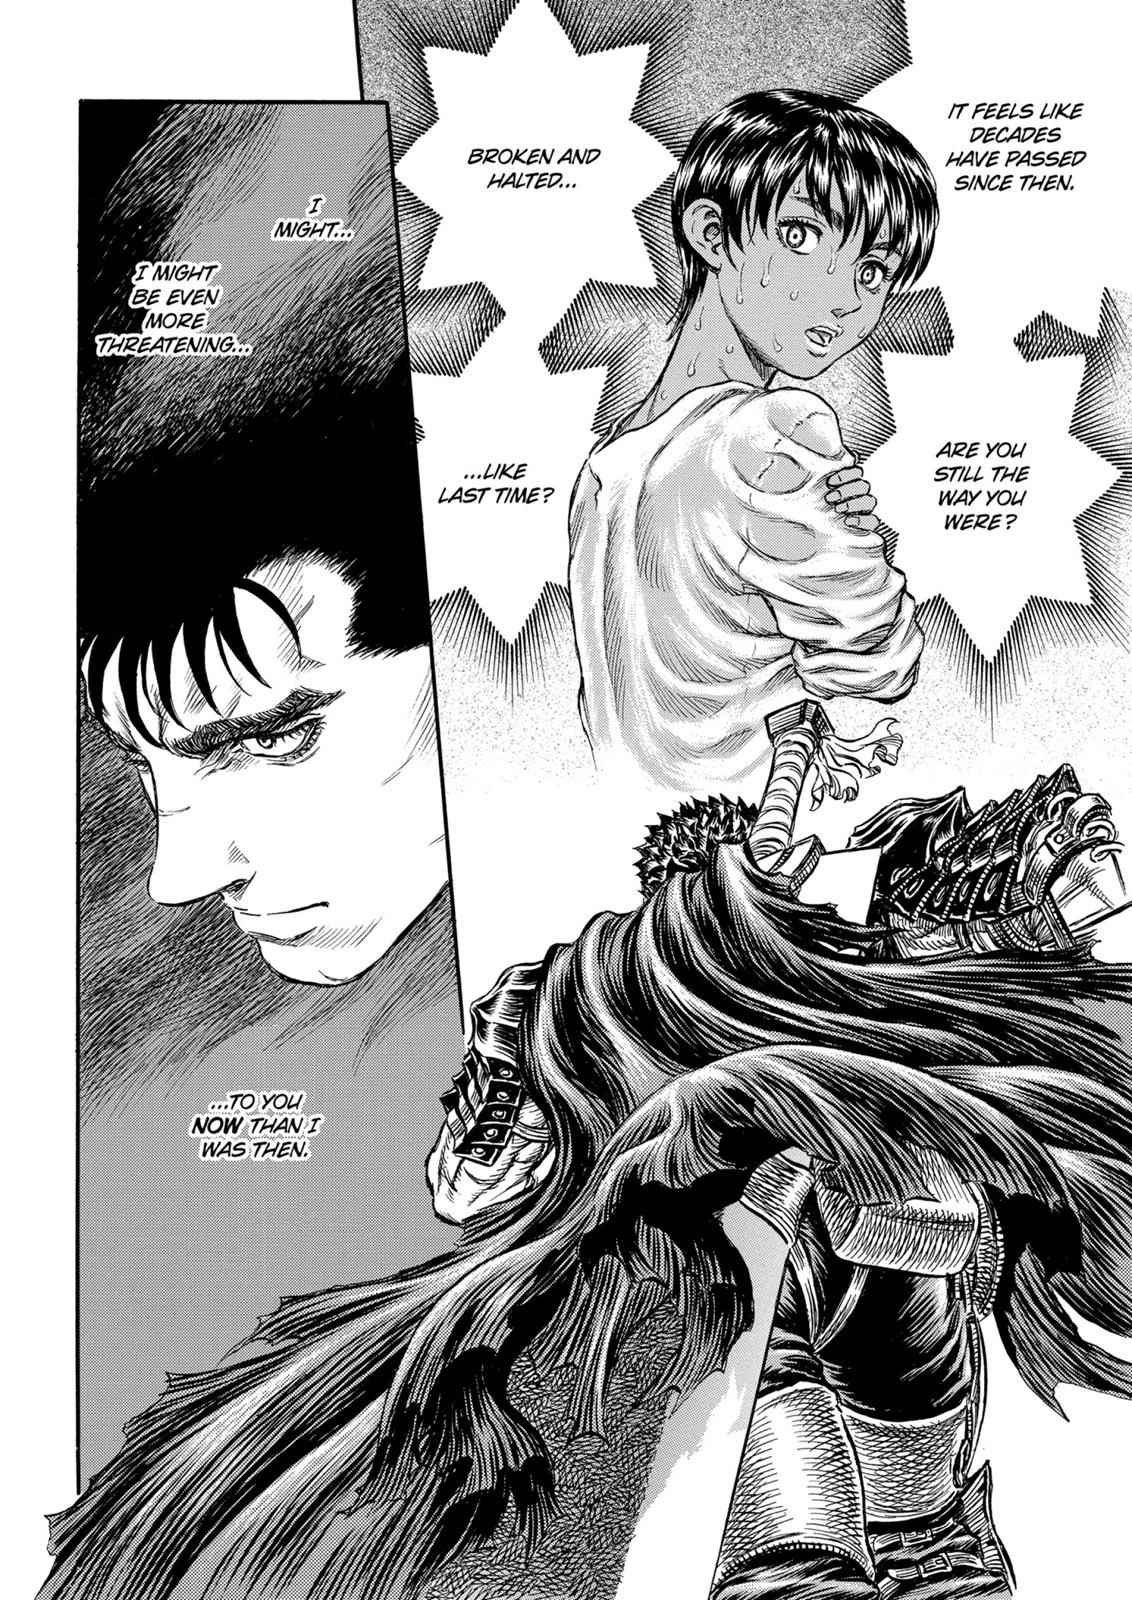 IT FEELS LIKE
DECADES
HAVE PASSED
SINCE THEN.
ARE YOU
STILL THE
WAY YOU
WERE?
BROKEN AND
HALTED...
...LIKE
LAST TIME?
I
MIGHT...
I MIGHT
BE EVEN
MORE
THREATENING...
...TO YOU
NOW THAN I
WAS THEN.